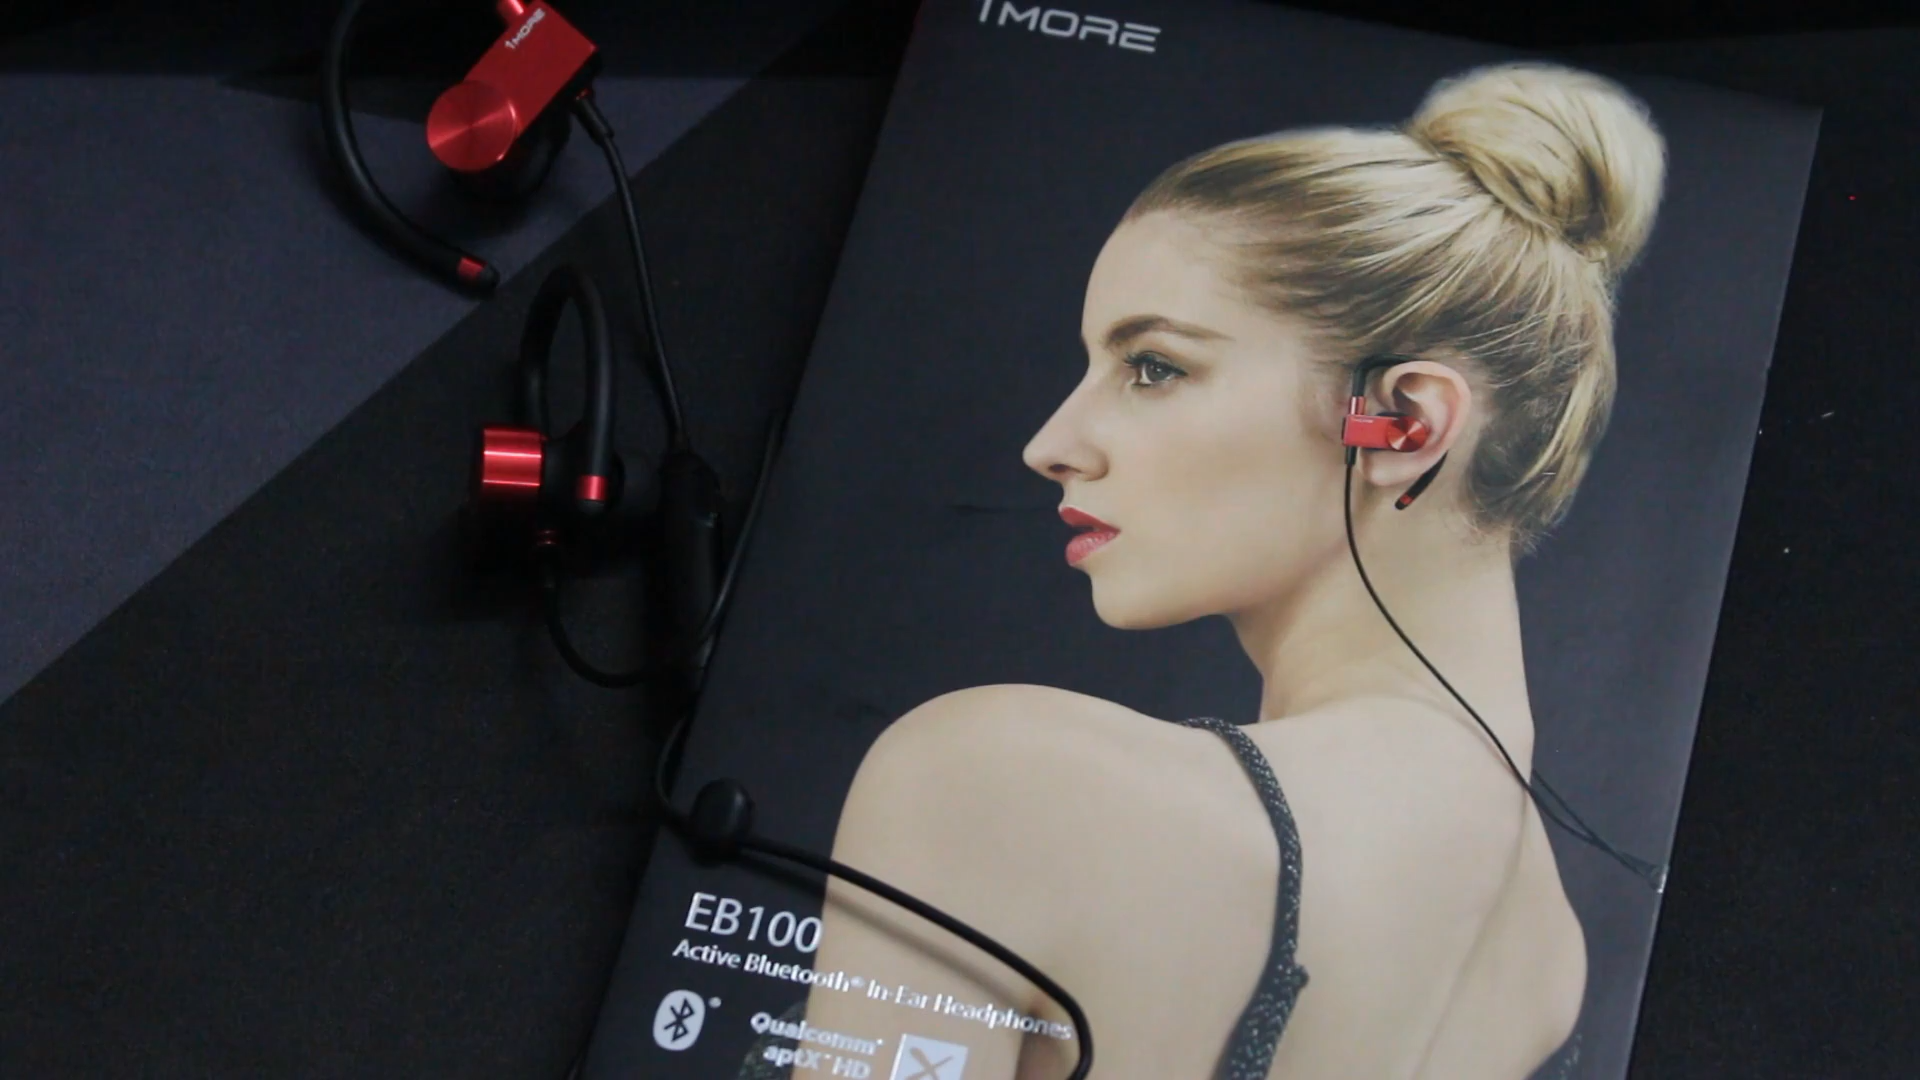 1MORE
1MORE
EB100
Active Bluetooth® In-Ear Headphones
Qualcomm®
aptX™ HD